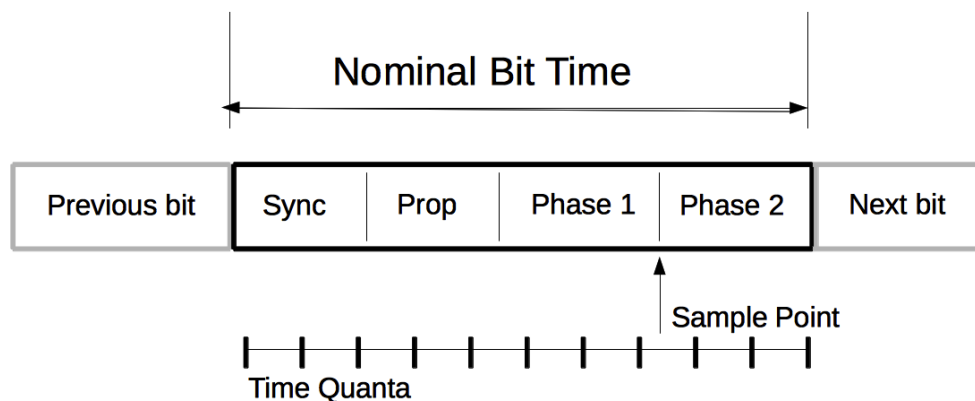 Nominal Bit Time
Previous bit Sync Prop Phase 1 Phase 2 Next bit
Sample Point
Time Quanta